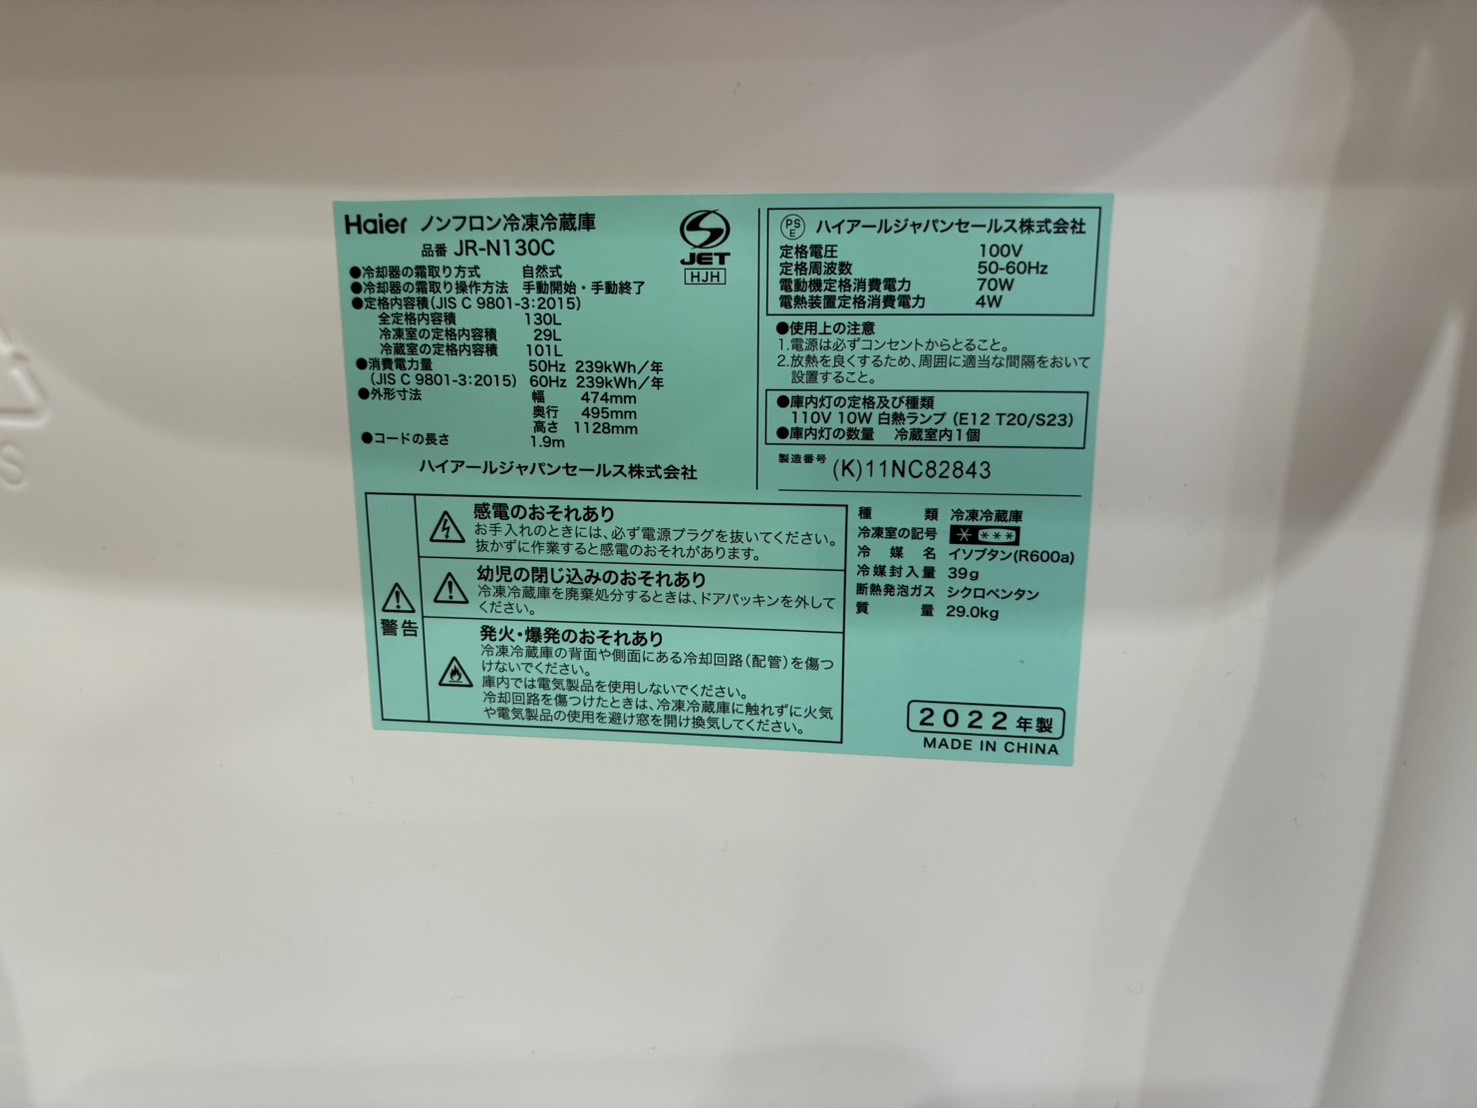 Haier ノンフロン冷凍冷蔵庫
品番 JR-N130C
●冷却器の霜取り方式 自然式
●冷却器の霜取り操作方法 手動開始・手動終了
●定格内容積(JIS C 9801-3:2015)
全定格内容積 130L
冷凍室の定格内容積 29L
冷蔵室の定格内容積 101L
●消費電力量 50Hz 239kWh/年
(JIS C 9801-3:2015) 60Hz 239kWh/年
●外形寸法 幅 474mm
奥行 495mm
高さ 1128mm
●コードの長さ 1.9m
ハイアールジャパンセールス株式会社
S JET
HJH
PS E ハイアールジャパンセールス株式会社
定格電圧 100V
定格周波数 50-60Hz
電動機定格消費電力 70W
電熱装置定格消費電力 4W
●使用上の注意
1.電源は必ずコンセントからとること。
2.放熱を良くするため、周囲に適当な間隔をおいて
設置すること。
●庫内灯の定格及び種類
110V 10W 白熱ランプ (E12 T20/S23)
●庫内灯の数量 冷蔵室内1個
製造番号 (K)11NC82843
警告
感電のおそれあり
お手入れのときには、必ず電源プラグを抜いてください。
抜かずに作業すると感電のおそれがあります。
幼児の閉じ込みのおそれあり
冷凍冷蔵庫を廃棄処分するときは、ドアパッキンを外して
ください。
発火・爆発のおそれあり
冷凍冷蔵庫の背面や側面にある冷却回路(配管)を傷つ
けないでください。
庫内では電気製品を使用しないでください。
冷却回路を傷つけたときは、冷凍冷蔵庫に触れずに火気
や電気製品の使用を避け窓を開け換気してください。
種類 冷凍冷蔵庫
冷凍室の記号 * ***
冷媒名 イソブタン(R600a)
冷媒封入量 39g
断熱発泡ガス シクロペンタン
質量 29.0kg
2022年製
MADE IN CHINA
S